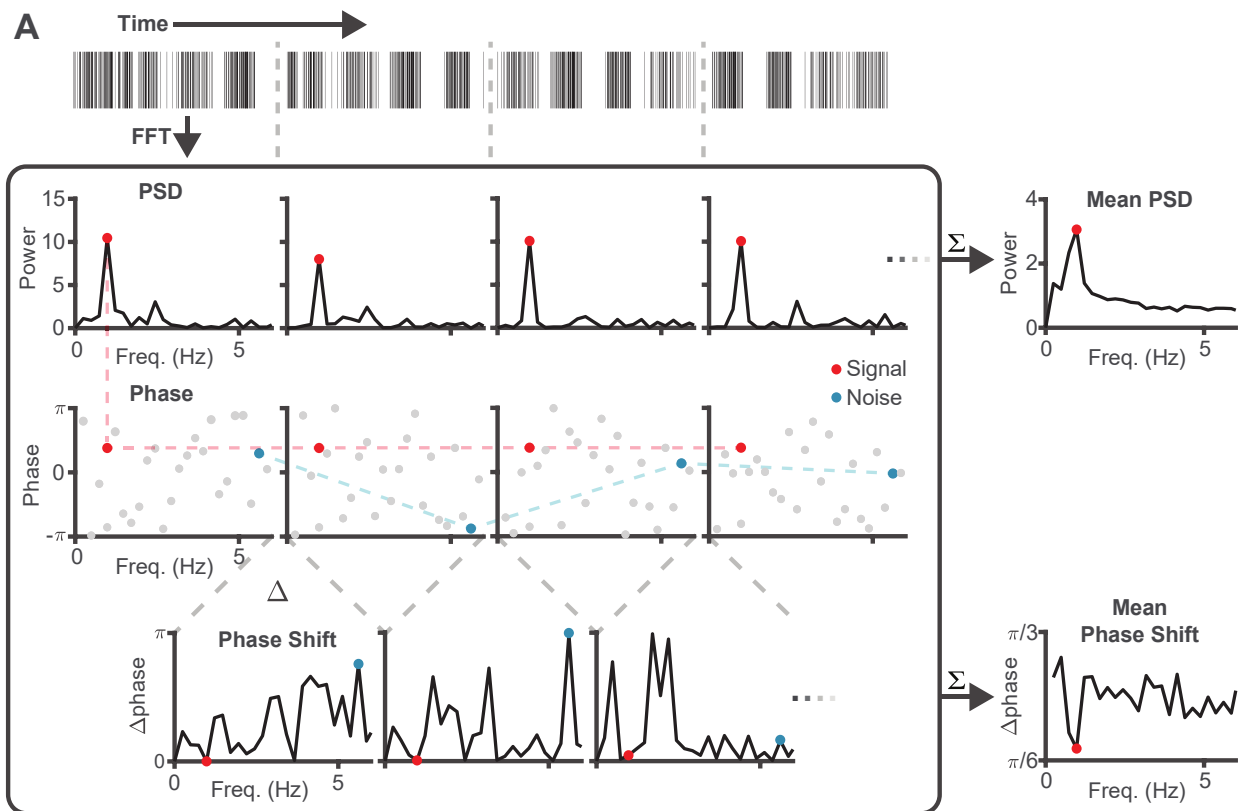 A
Time
FFT
PSD
Power
15
10
5
0
0
5
Freq. (Hz)
Σ
Mean PSD
Power
4
2
0
0
5
Freq. (Hz)
Signal
Noise
Phase
Phase
π
0
-π
0
5
Freq. (Hz)
Δ
Phase Shift
Δphase
π
0
0
5
Freq. (Hz)
Σ
Mean
Phase Shift
Δphase
π/3
π/6
0
5
Freq. (Hz)